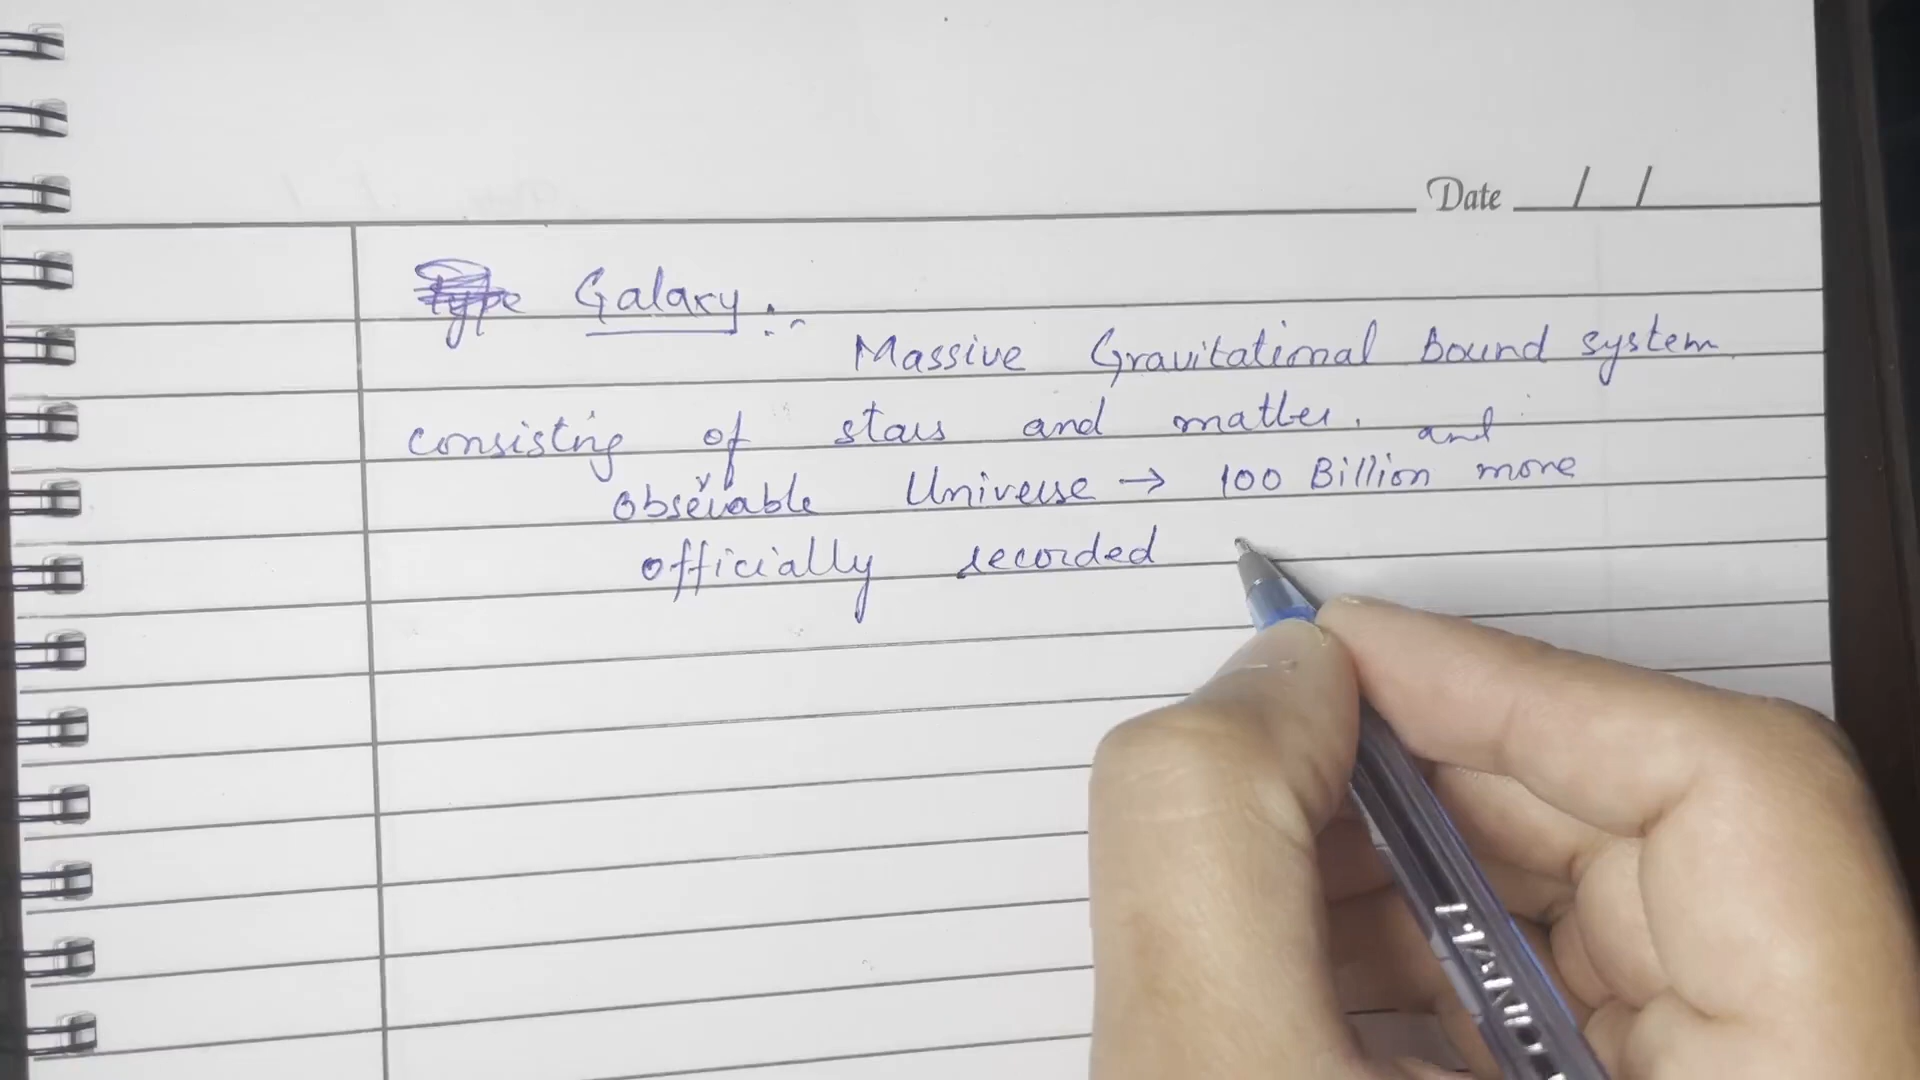 Date / /
Type Galaxy :-
Massive Gravitational Bound system
consisting of stars and matter.
and
observable Universe → 100 Billion more
officially recorded